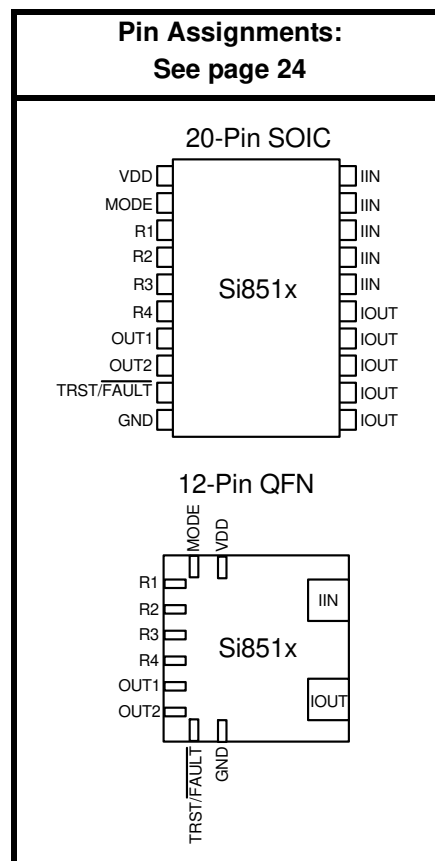 Pin Assignments:
See page 24
20-Pin SOIC
VDD
MODE
R1
R2
R3
R4
OUT1
OUT2
TRST/FAULT
GND
Si851x
IIN
IIN
IIN
IIN
IIN
IOUT
IOUT
IOUT
IOUT
IOUT
12-Pin QFN
MODE
VDD
R1
R2
R3
R4
OUT1
OUT2
Si851x
IIN
IOUT
TRST/FAULT
GND